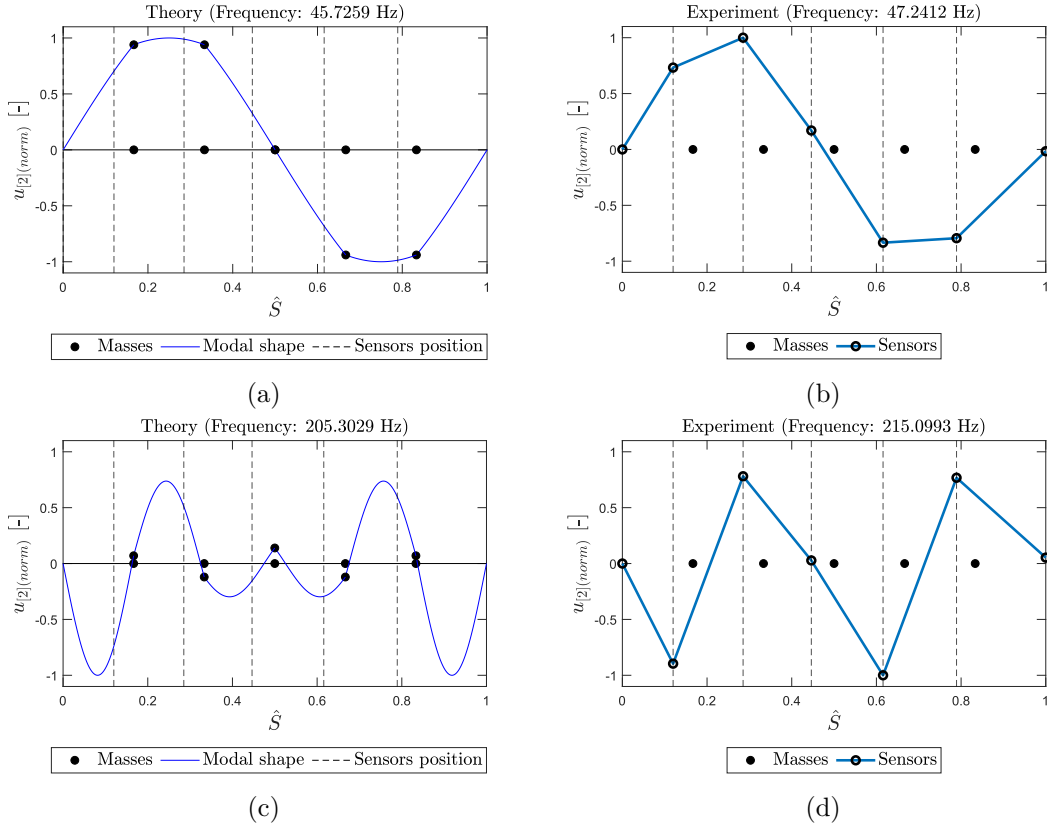 Theory (Frequency: 45.7259 Hz)
u[2](norm) [-]
1
0.5
0
-0.5
-1
0 0.2 0.4 0.6 0.8 1
Ŝ
Masses Modal shape Sensors position
(a)
Experiment (Frequency: 47.2412 Hz)
u[2](norm) [-]
1
0.5
0
-0.5
-1
0 0.2 0.4 0.6 0.8 1
Ŝ
Masses Sensors
(b)
Theory (Frequency: 205.3029 Hz)
u[2](norm) [-]
1
0.5
0
-0.5
-1
0 0.2 0.4 0.6 0.8 1
Ŝ
Masses Modal shape Sensors position
(c)
Experiment (Frequency: 215.0993 Hz)
u[2](norm) [-]
1
0.5
0
-0.5
-1
0 0.2 0.4 0.6 0.8 1
Ŝ
Masses Sensors
(d)